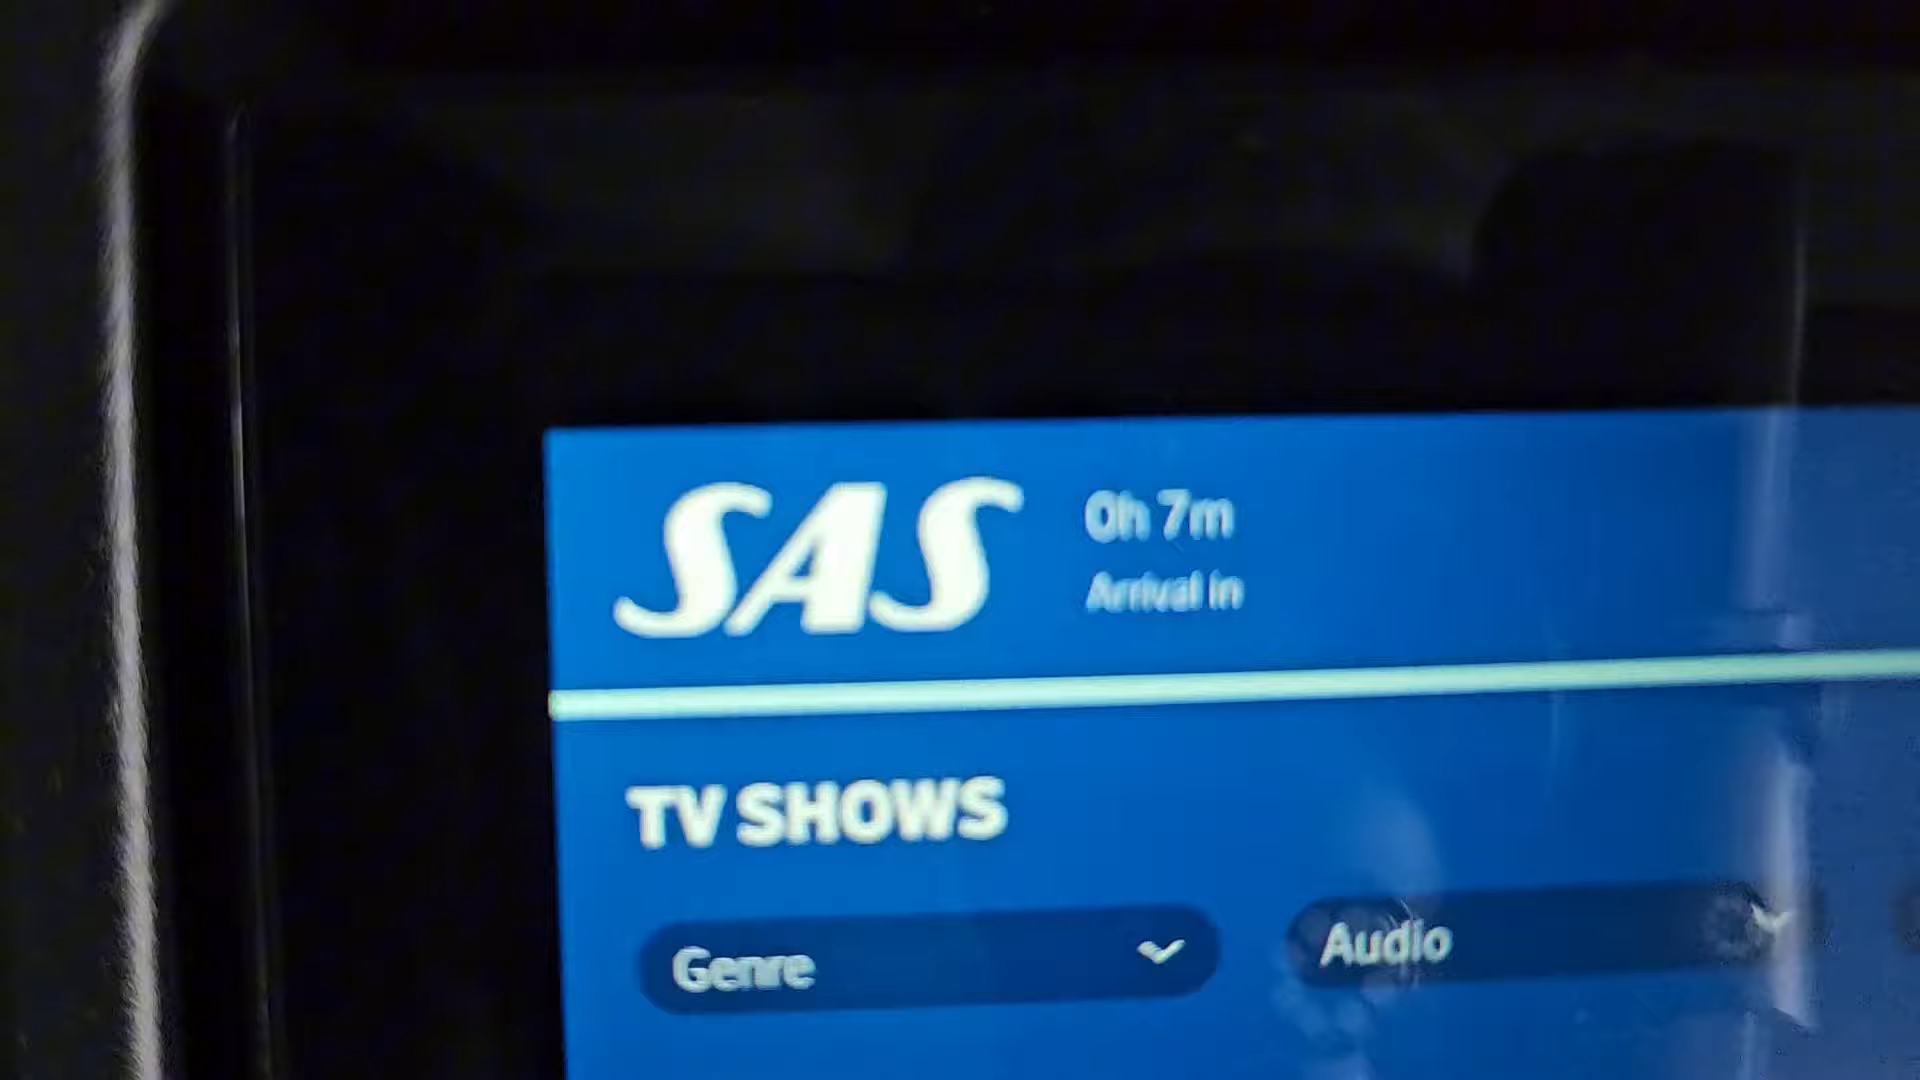 SAS
0h 7m
Arrival in
TV SHOWS
Genre
Audio